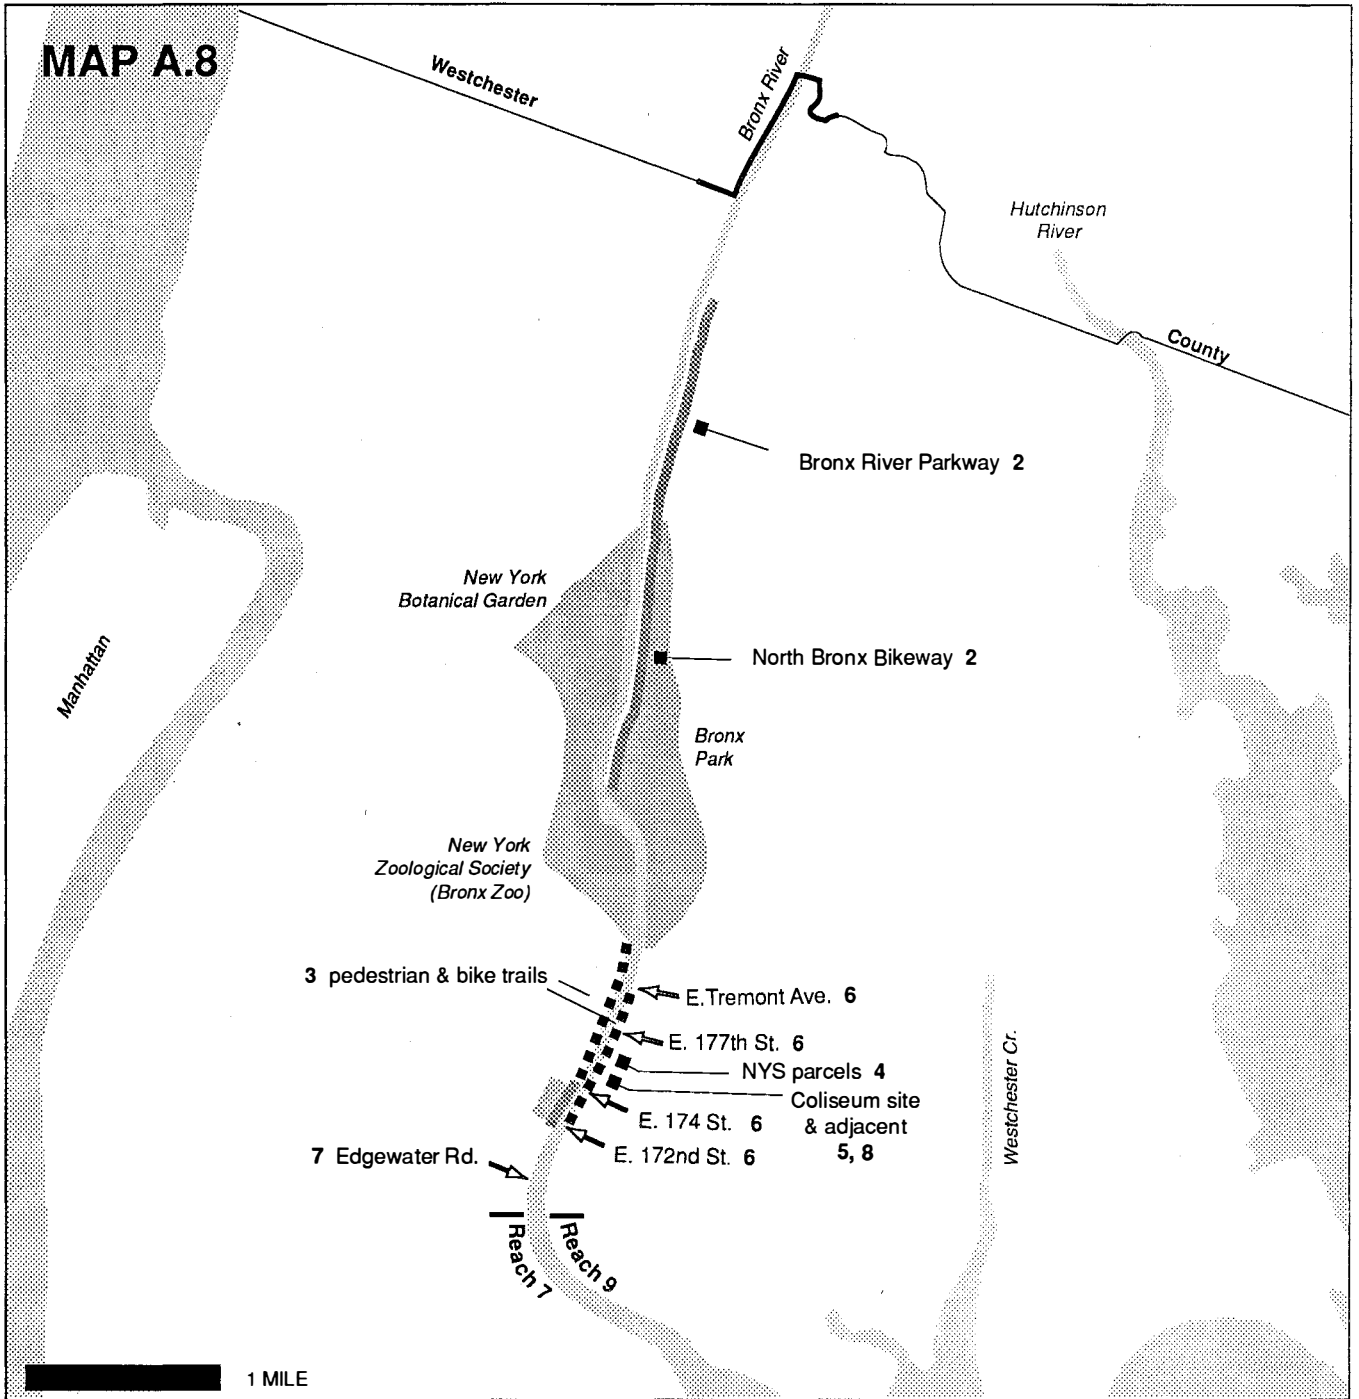 MAP A.8
Westchester
Bronx River
Hutchinson
River
County
Bronx River Parkway 2
New York
Botanical Garden
Manhattan
North Bronx Bikeway 2
Bronx
Park
New York
Zoological Society
(Bronx Zoo)
3 pedestrian & bike trails
E.Tremont Ave. 6
E. 177th St. 6
NYS parcels 4
Coliseum site
& adjacent
5, 8
E. 174 St. 6
E. 172nd St. 6
Westchester Cr.
7 Edgewater Rd.
Reach 7
Reach 9
1 MILE